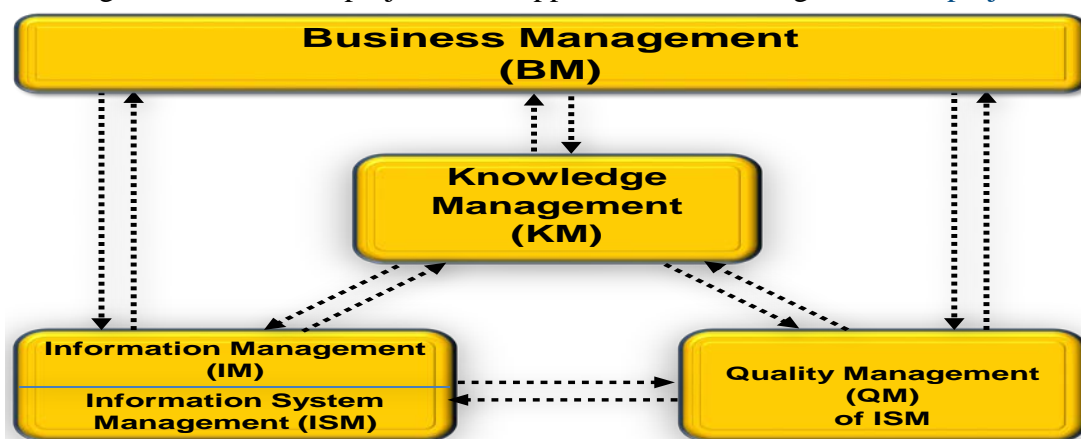 Business Management
(BM)
Knowledge
Management
(KM)
Information Management
(IM)
Information System
Management (ISM)
Quality Management
(QM)
of ISM